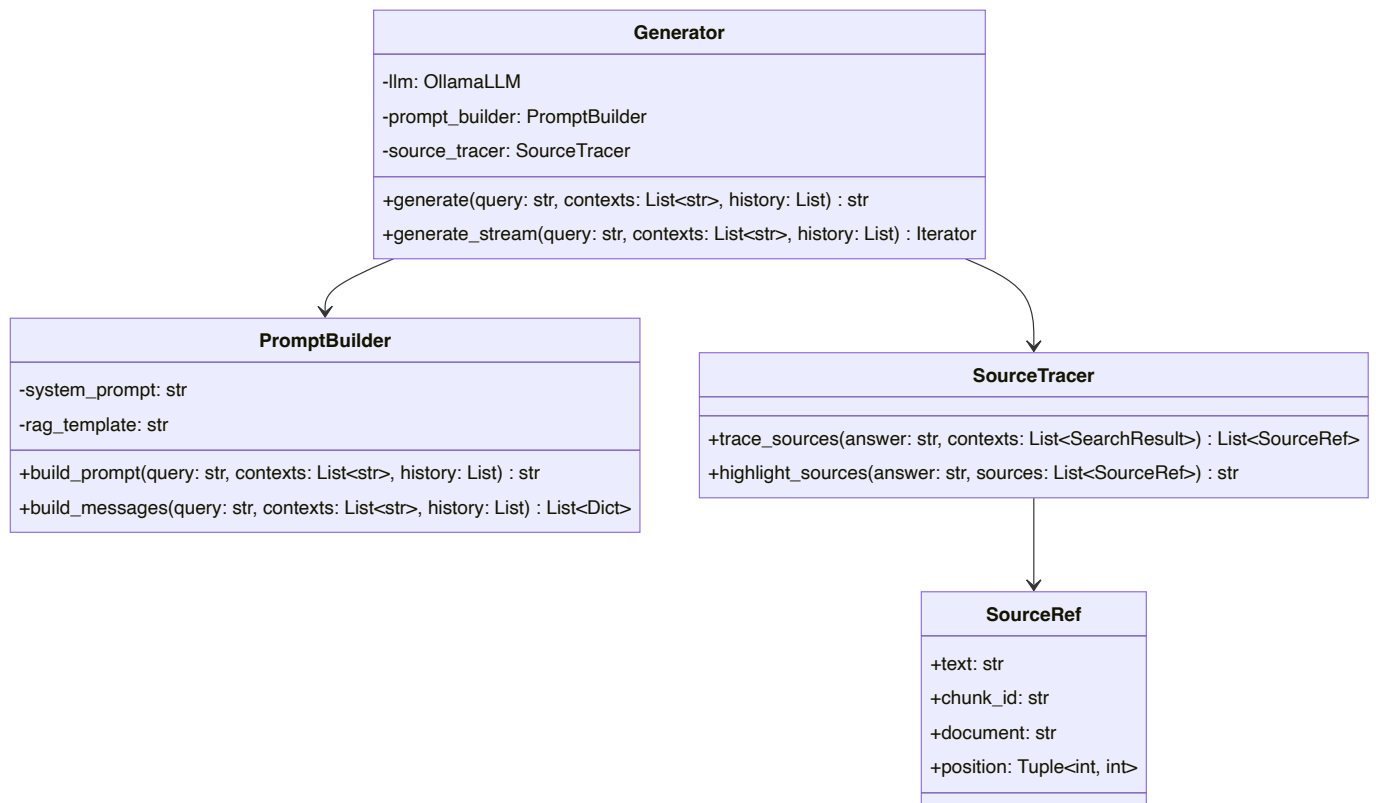 Generator
-llm: OllamaLLM
-prompt_builder: PromptBuilder
-source_tracer: SourceTracer
+generate(query: str, contexts: List<str>, history: List) : str
+generate_stream(query: str, contexts: List<str>, history: List) : Iterator
PromptBuilder
-system_prompt: str
-rag_template: str
+build_prompt(query: str, contexts: List<str>, history: List) : str
+build_messages(query: str, contexts: List<str>, history: List) : List<Dict>
SourceTracer
+trace_sources(answer: str, contexts: List<SearchResult>) : List<SourceRef>
+highlight_sources(answer: str, sources: List<SourceRef>) : str
SourceRef
+text: str
+chunk_id: str
+document: str
+position: Tuple<int, int>